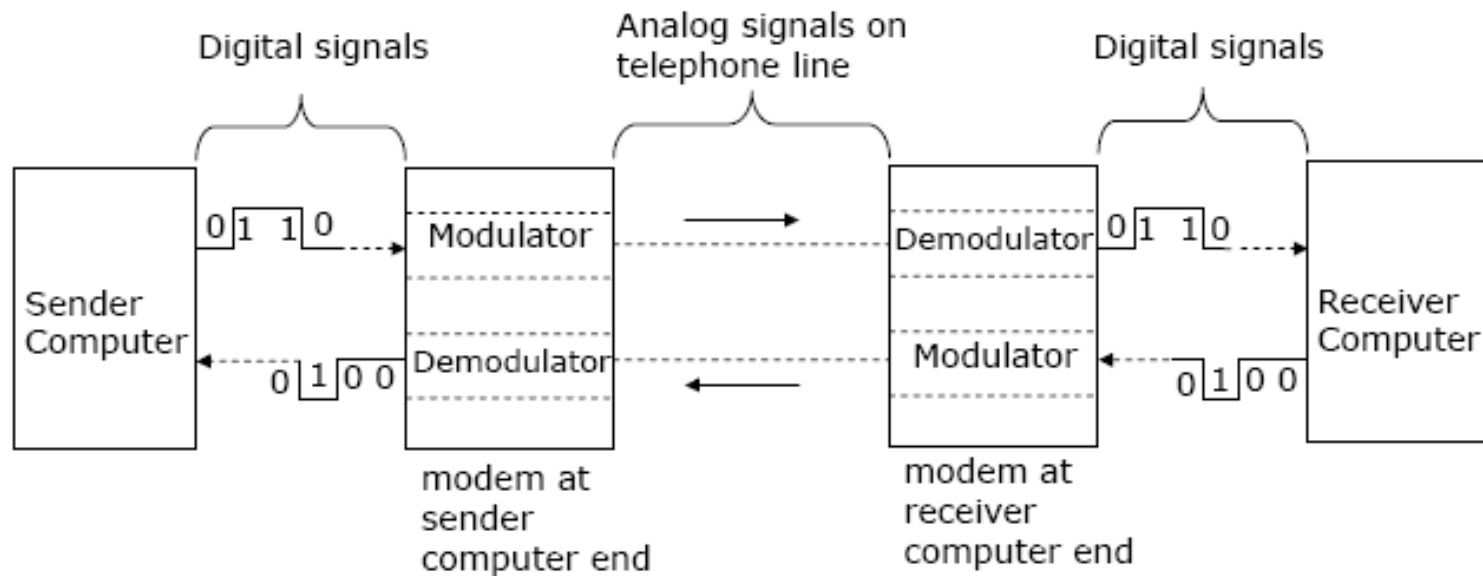 Digital signals
Analog signals on
telephone line
Digital signals
0 1 1 0
Modulator
Demodulator
0 1 1 0
Sender
Computer
Receiver
Computer
0 1 0 0
Demodulator
Modulator
0 1 0 0
modem at
sender
computer end
modem at
receiver
computer end